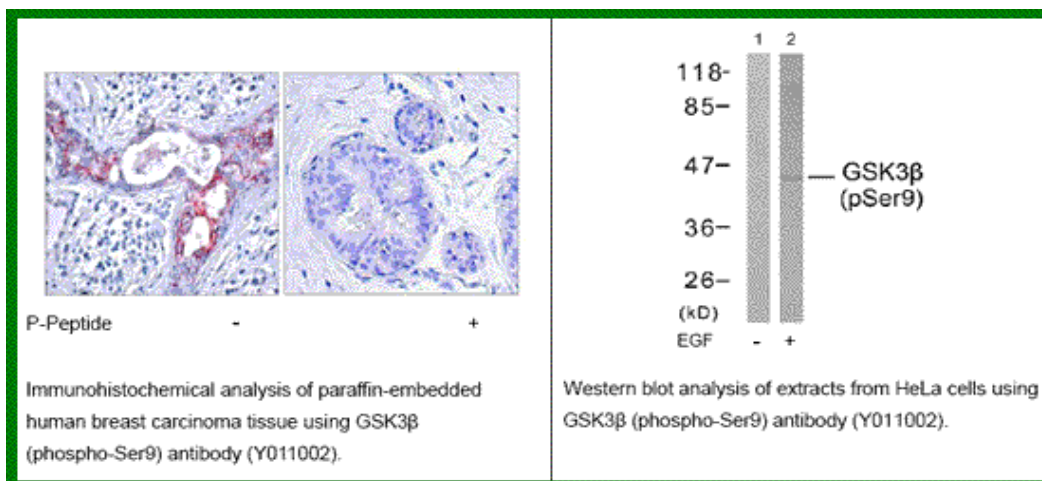 P-Peptide - +
Immunohistochemical analysis of paraffin-embedded
human breast carcinoma tissue using GSK3β
(phospho-Ser9) antibody (Y011002).
1 2
118-
85-
47-
GSK3β
(pSer9)
36-
26-
(kD)
EGF - +
Western blot analysis of extracts from HeLa cells using
GSK3β (phospho-Ser9) antibody (Y011002).